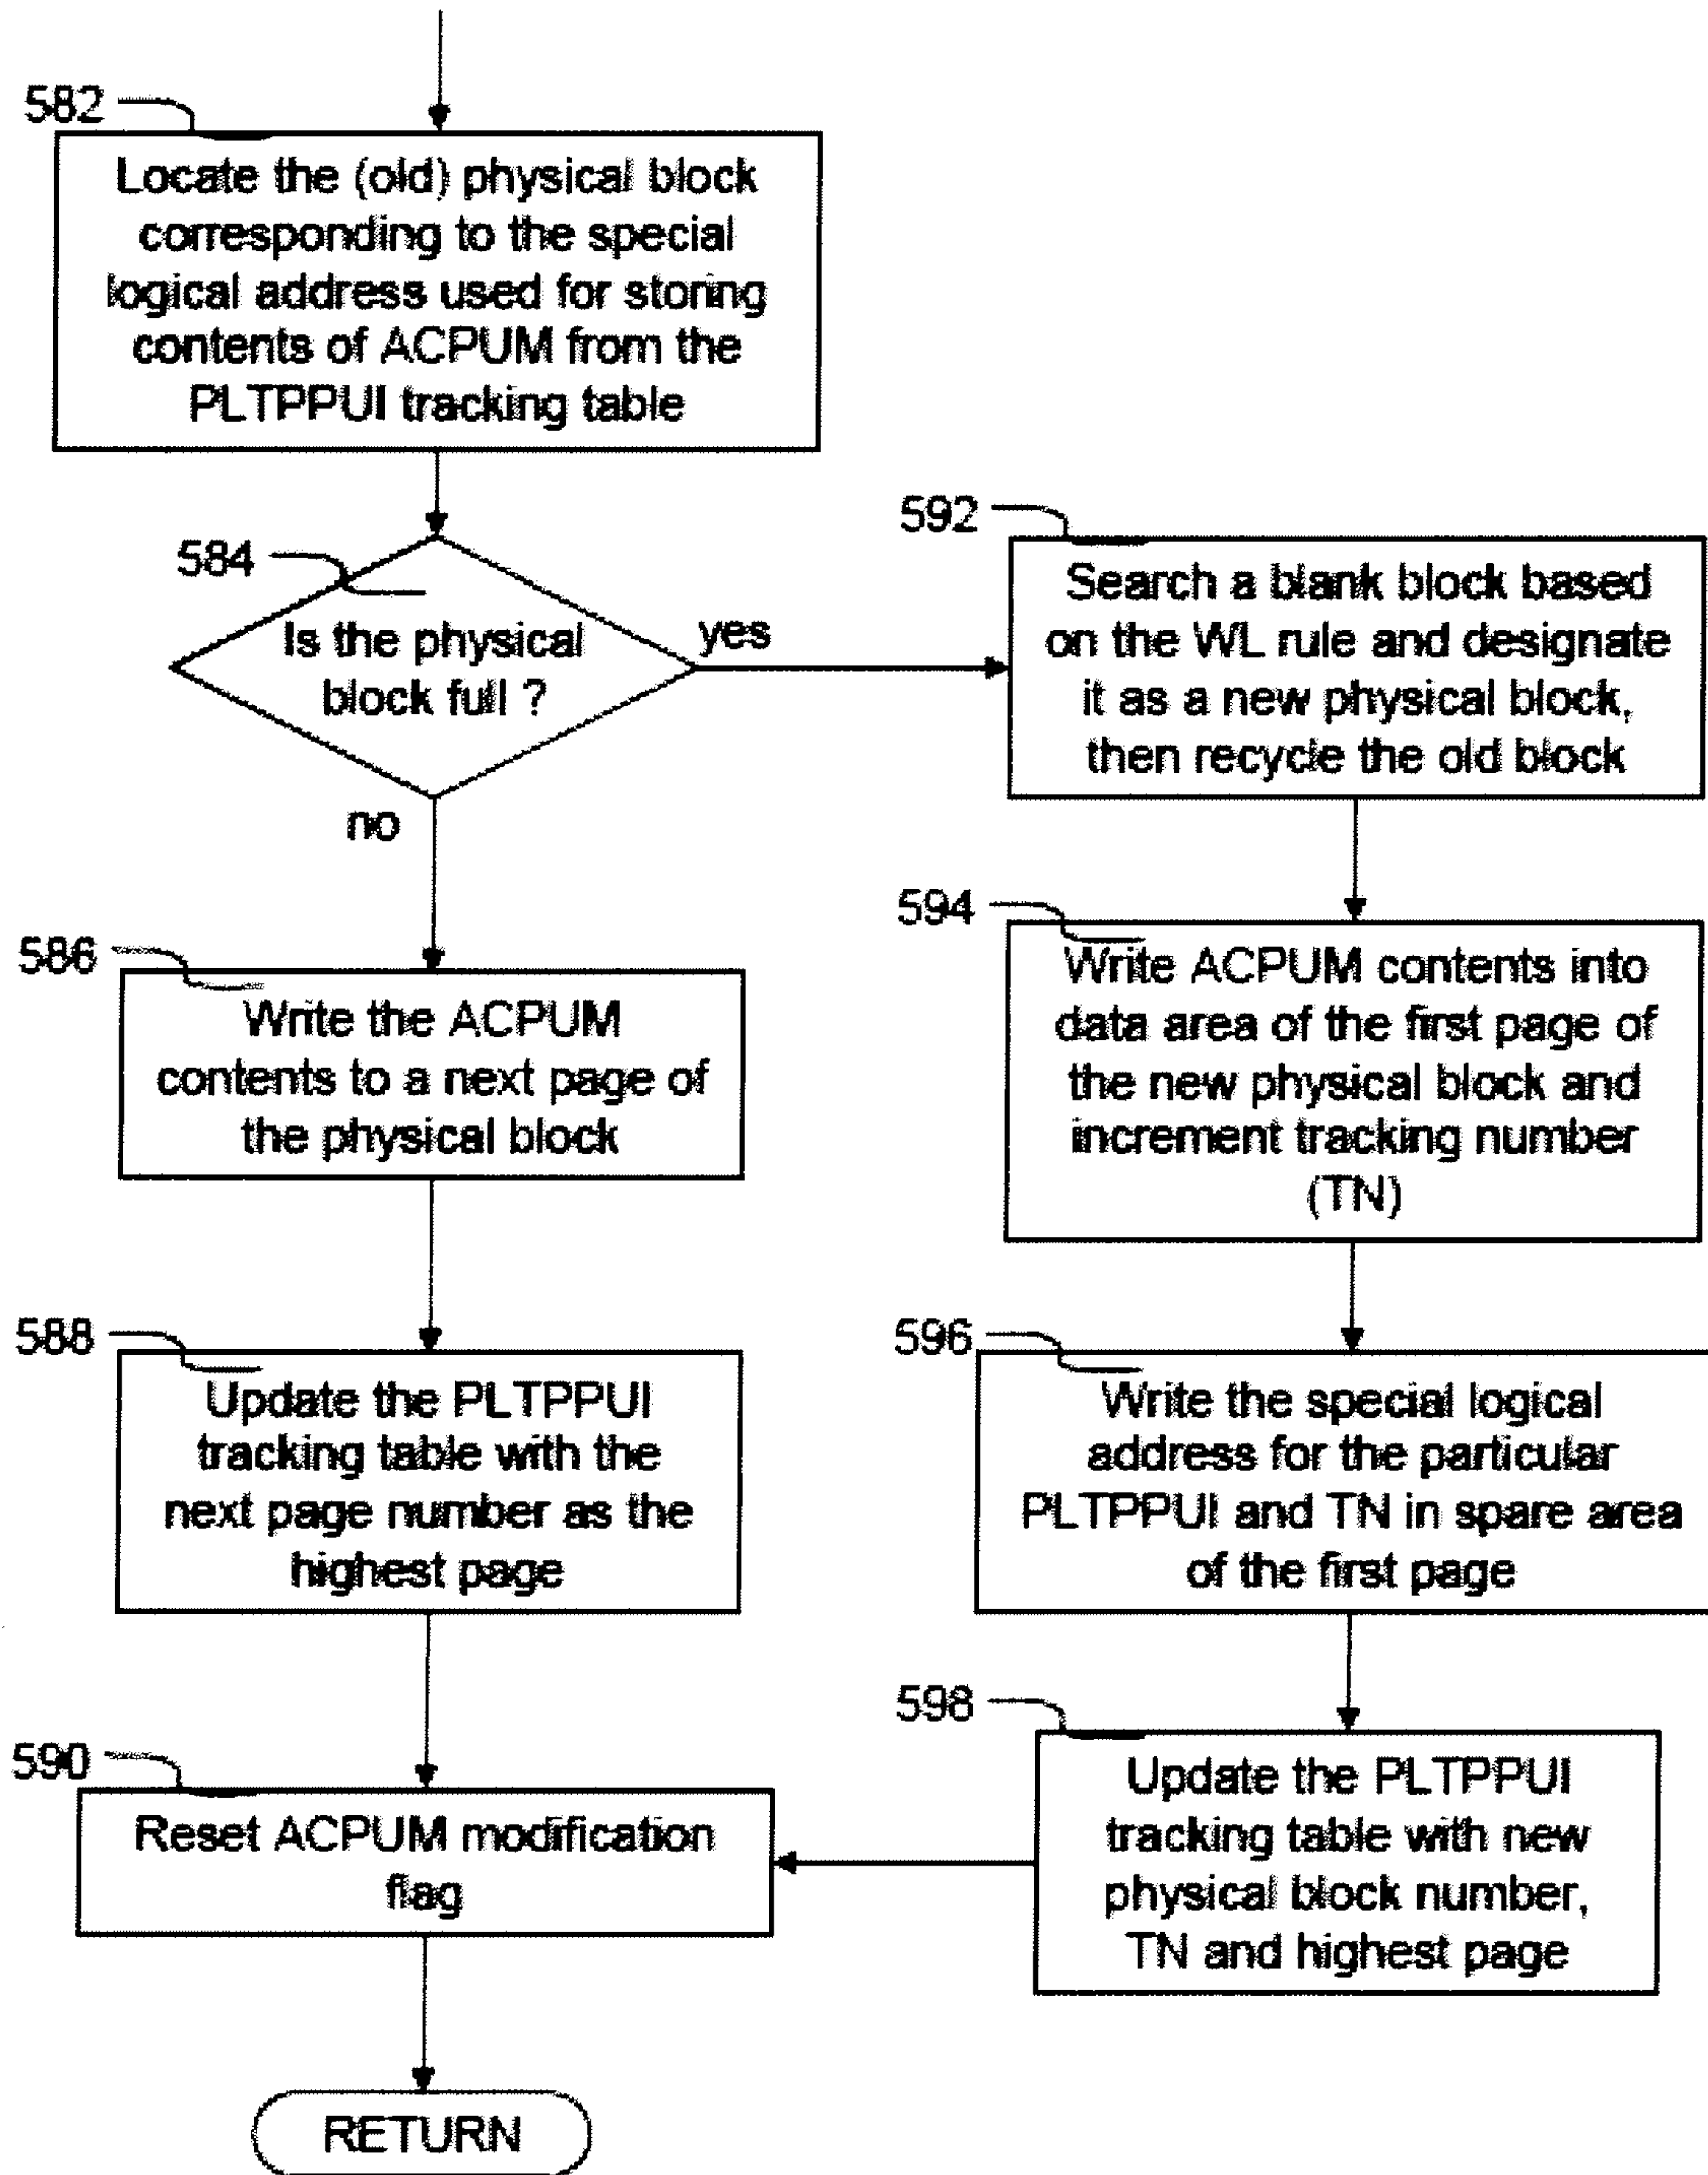 582
Locate the (old) physical block
corresponding to the special
logical address used for storing
contents of ACPUM from the
PLTPPUI tracking table
584
Is the physical
block full ?
yes
no
592
Search a blank block based
on the WL rule and designate
it as a new physical block,
then recycle the old block
586
Write the ACPUM
contents to a next page of
the physical block
594
Write ACPUM contents into
data area of the first page of
the new physical block and
increment tracking number
(TN)
588
Update the PLTPPUI
tracking table with the
next page number as the
highest page
596
Write the special logical
address for the particular
PLTPPUI and TN in spare area
of the first page
598
Update the PLTPPUI
tracking table with new
physical block number,
TN and highest page
590
Reset ACPUM modification
flag
RETURN